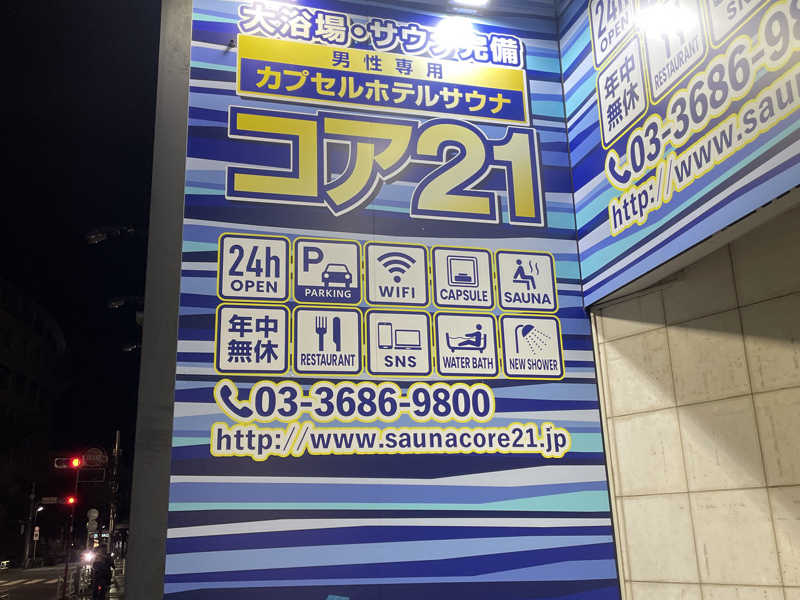 大浴場・サウナ完備
男性専用
カプセルホテルサウナ
コア21
24h
OPEN
P
PARKING
WIFI
CAPSULE
SAUNA
年中
無休
RESTAURANT
SNS
WATER BATH
NEW SHOWER
03-3686-9800
http://www.saunacore21.jp
24h
OPEN
年中
無休
RESTAURANT
03-3686-98
http://www.sauna